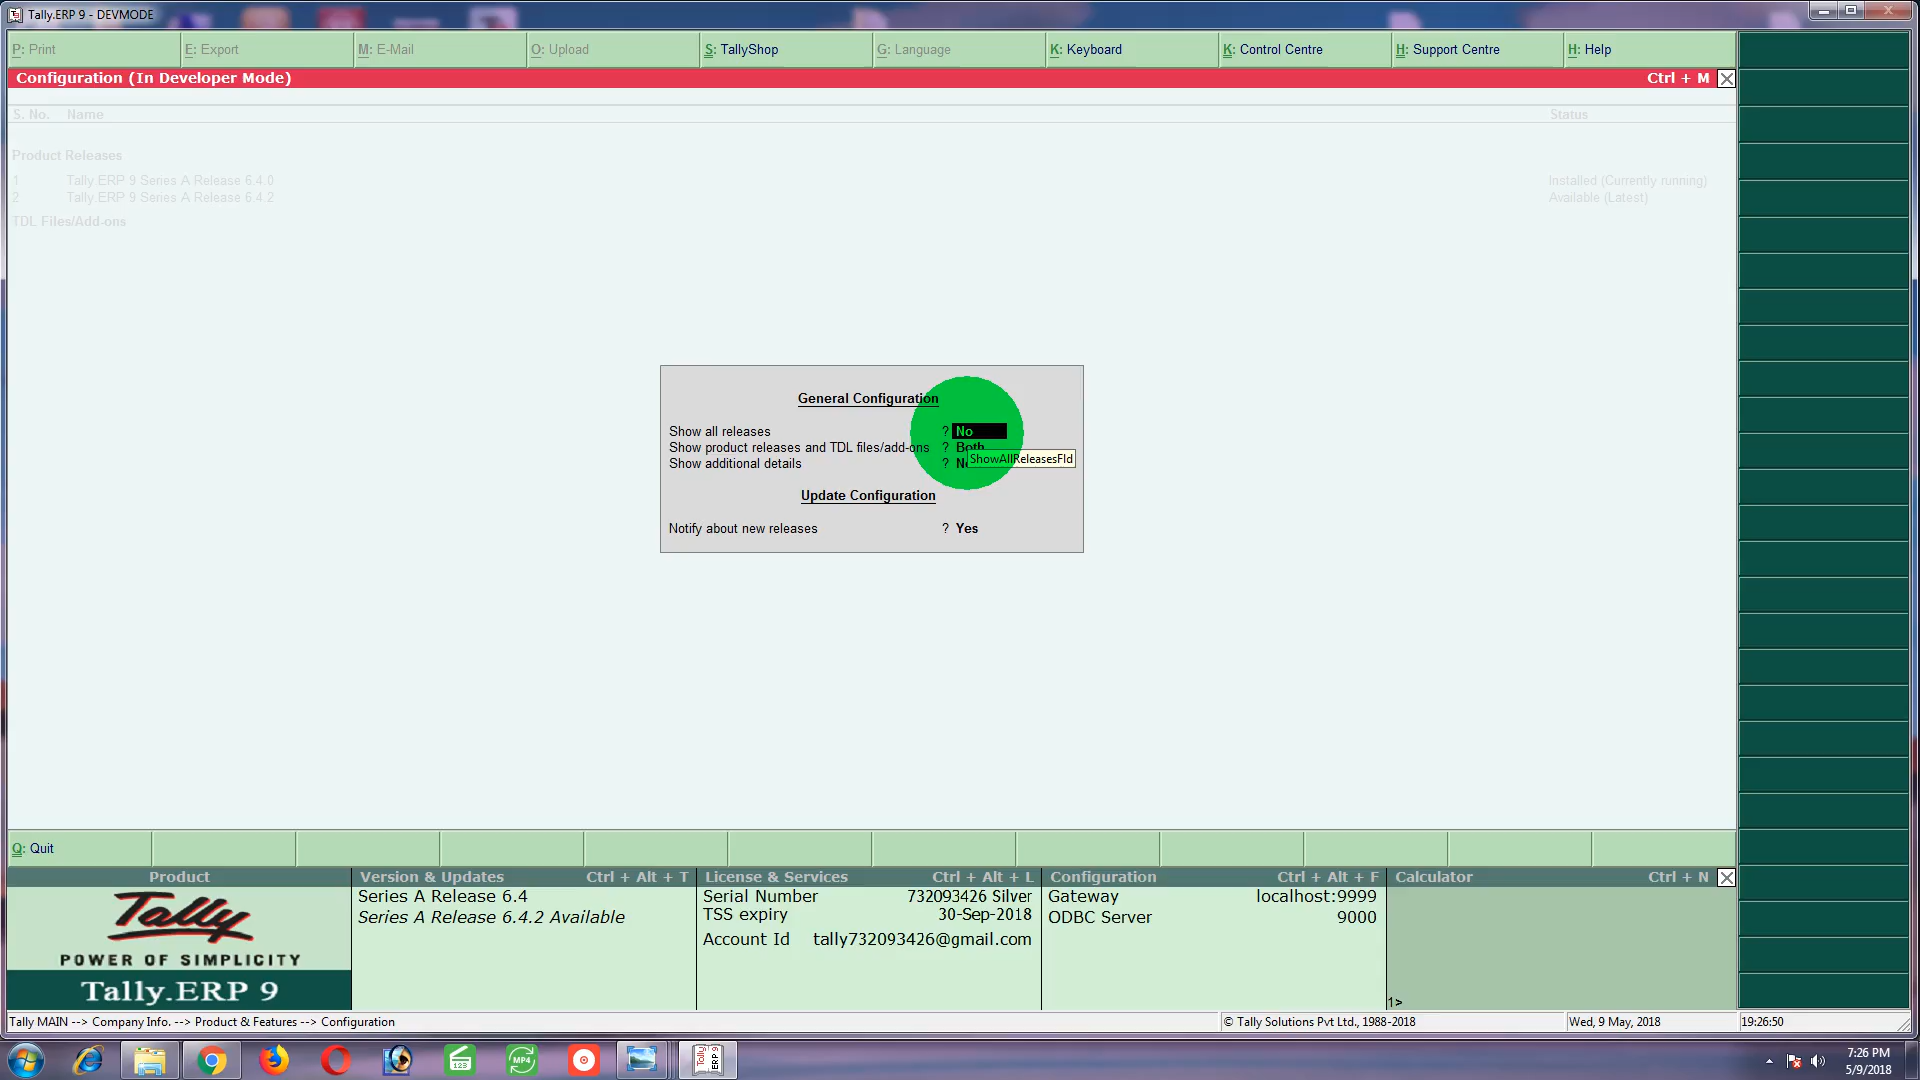 Tally.ERP 9 - DEVMODE
P: Print
E: Export
M: E-Mail
O: Upload
S: TallyShop
G: Language
K: Keyboard
K: Control Centre
H: Support Centre
H: Help
Configuration (In Developer Mode)
Ctrl + M
S. No. Name
Status
Product Releases
1 Tally.ERP 9 Series A Release 6.4.0 Installed (Currently running)
2 Tally.ERP 9 Series A Release 6.4.2 Available (Latest)
TDL Files/Add-ons
General Configuration
Show all releases ? No
Show product releases and TDL files/add-ons ? Both
ShowAllReleasesFld
Show additional details ?
Update Configuration
Notify about new releases ? Yes
Q: Quit
Product
Version & Updates Ctrl + Alt + T
License & Services Ctrl + Alt + L
Configuration Ctrl + Alt + F
Calculator Ctrl + N
Tally
POWER OF SIMPLICITY
Tally.ERP 9
Series A Release 6.4
Series A Release 6.4.2 Available
Serial Number 732093426 Silver
TSS expiry 30-Sep-2018
Account Id tally732093426@gmail.com
Gateway localhost:9999
ODBC Server 9000
1>
Tally MAIN --> Company Info. --> Product & Features --> Configuration
© Tally Solutions Pvt Ltd., 1988-2018
Wed, 9 May, 2018
19:26:50
123
MP4
Tally ERP 9
7:26 PM
5/9/2018